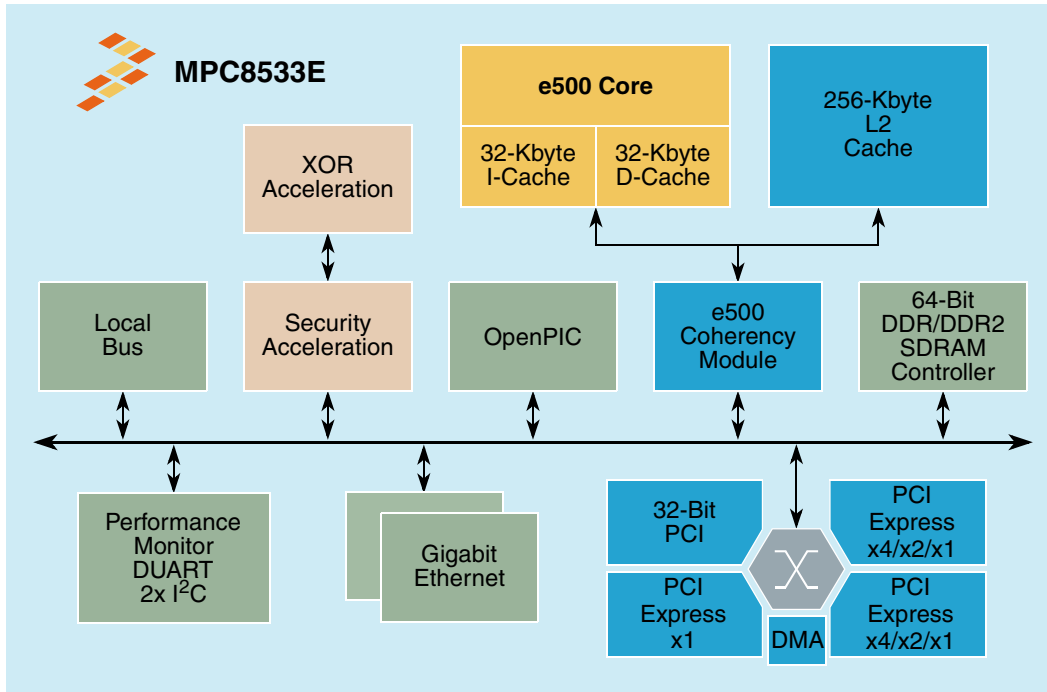 MPC8533E
e500 Core
32-Kbyte
I-Cache
32-Kbyte
D-Cache
256-Kbyte
L2
Cache
XOR
Acceleration
Local
Bus
Security
Acceleration
OpenPIC
e500
Coherency
Module
64-Bit
DDR/DDR2
SDRAM
Controller
Performance
Monitor
DUART
2x I²C
Gigabit
Ethernet
32-Bit
PCI
PCI
Express
x4/x2/x1
PCI
Express
x1
DMA
PCI
Express
x4/x2/x1